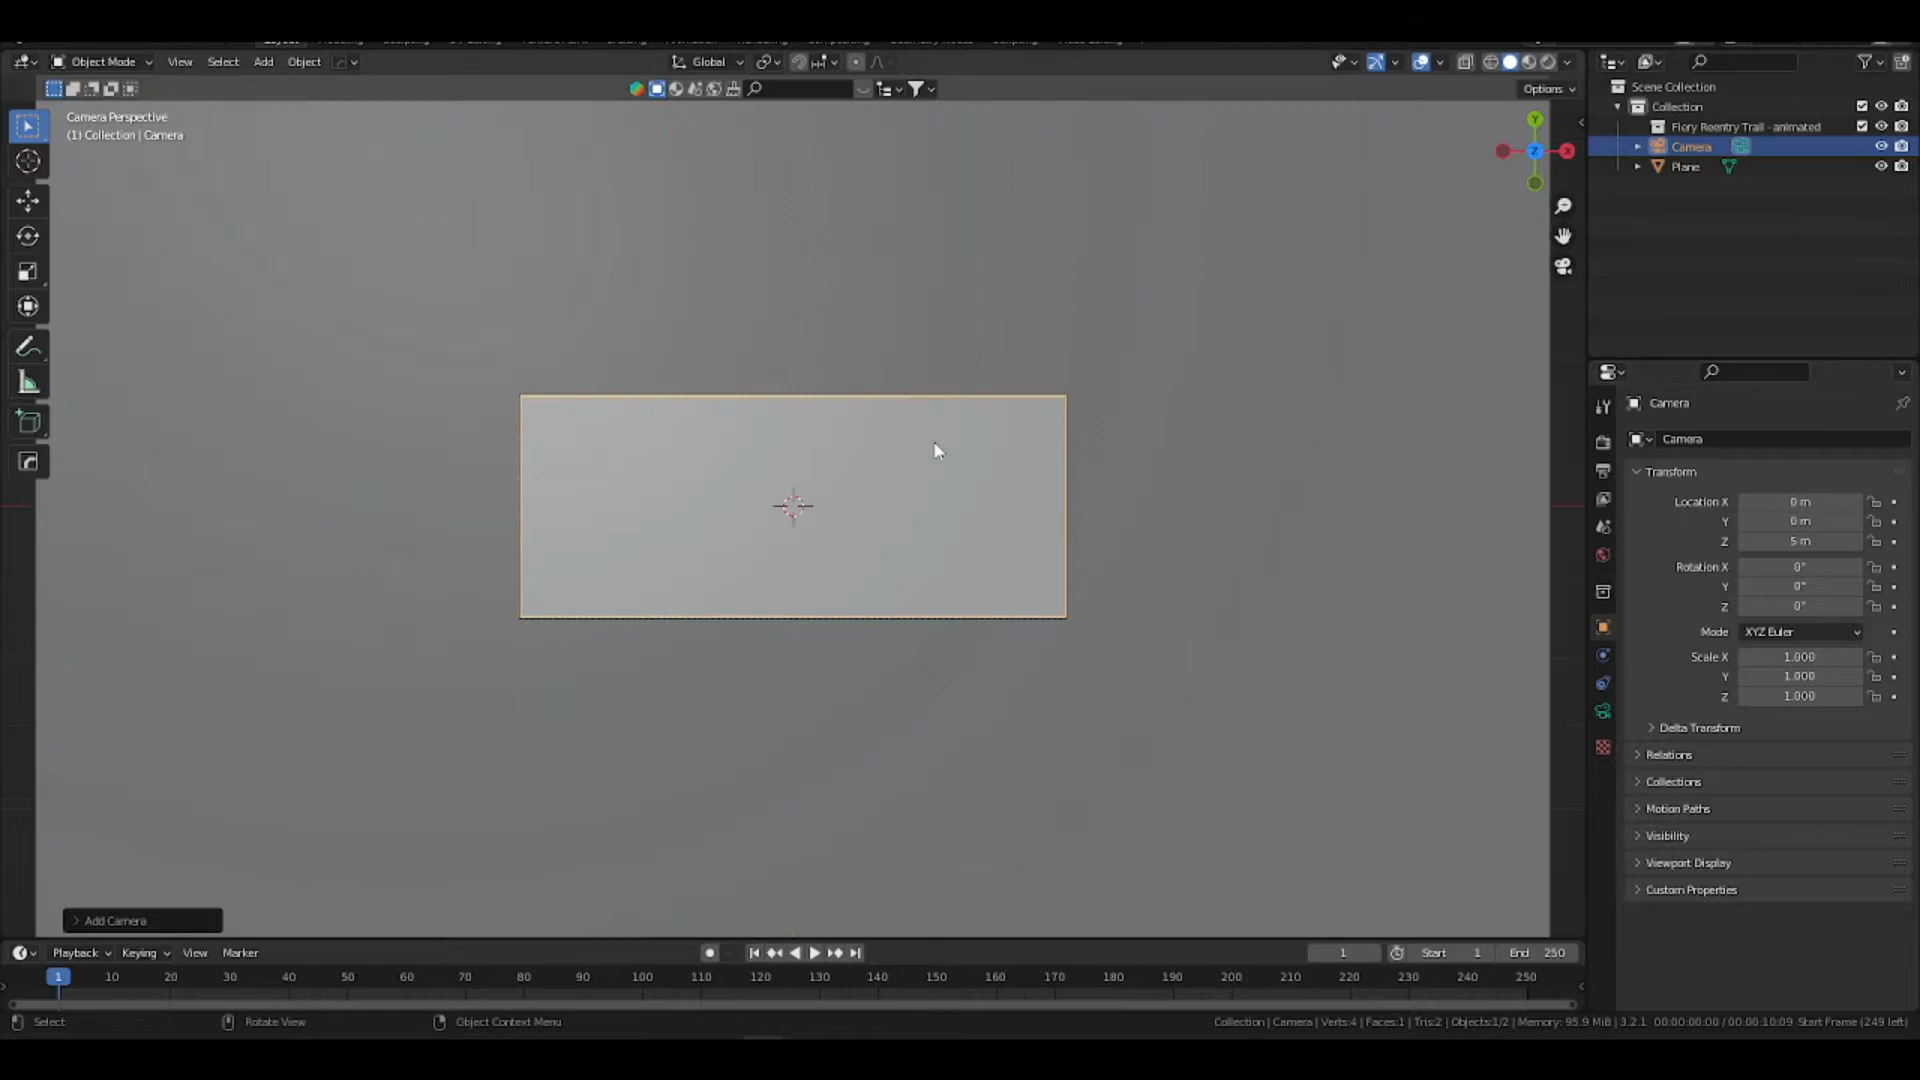 Object Mode View Select Add Object Global
Options
Camera Perspective
(1) Collection | Camera
Y
Z
X
Scene Collection
Collection
Fiery Reentry Trail - animated
Camera
Plane
Camera
Camera
Transform
Location X 0 m
Y 0 m
Z 5 m
Rotation X 0°
Y 0°
Z 0°
Mode XYZ Euler
Scale X 1.000
Y 1.000
Z 1.000
Delta Transform
Relations
Collections
Motion Paths
Visibility
Viewport Display
Custom Properties
Add Camera
Playback Keying View Marker 1 Start 1 End 250
1 10 20 30 40 50 60 70 80 90 100 110 120 130 140 150 160 170 180 190 200 210 220 230 240 250
Select Rotate View Object Context Menu Collection | Camera | Verts:4 | Faces:1 | Tris:2 | Objects:1/2 | Memory: 95.9 MiB | 3.2.1 00:00:00:00 / 00:00:10:09 Start Frame (249 left)